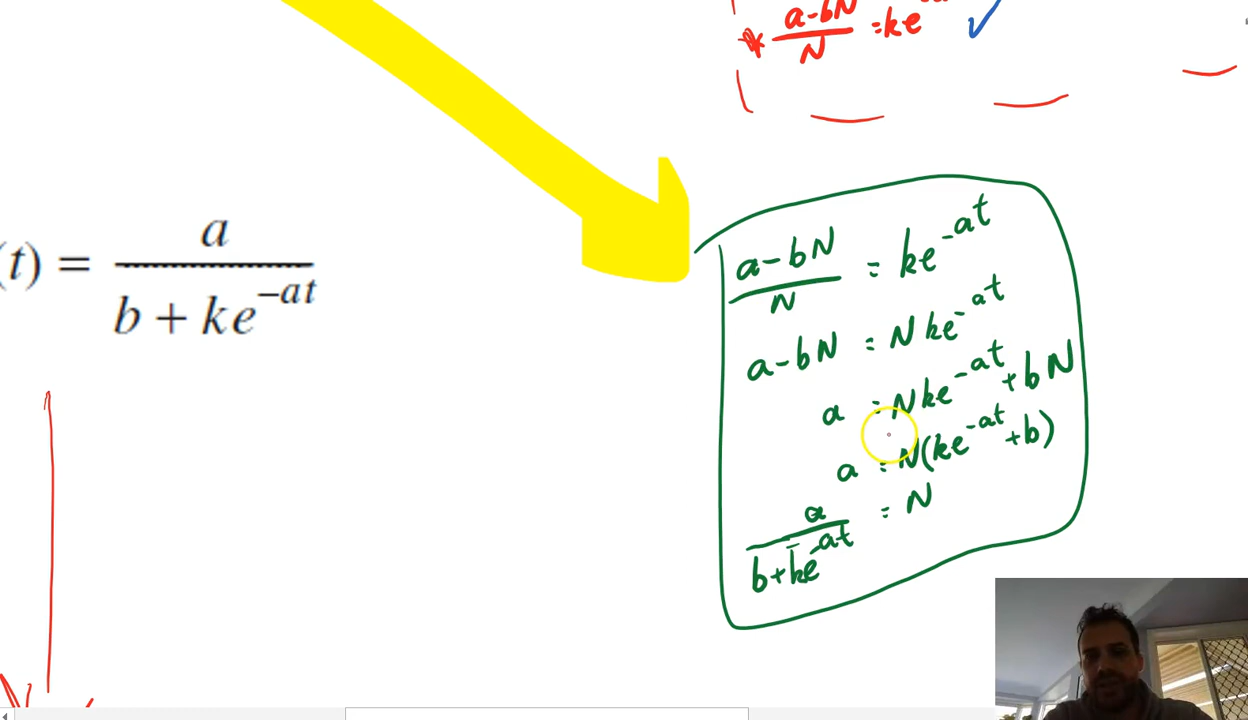 * a-bN / N = ke
(t) = a / b + ke^-at
a-bN / N = ke^-at
a-bN = Nke^-at
a = Nke^-at + bN
a = N(ke^-at + b)
a / b+ke^-at = N